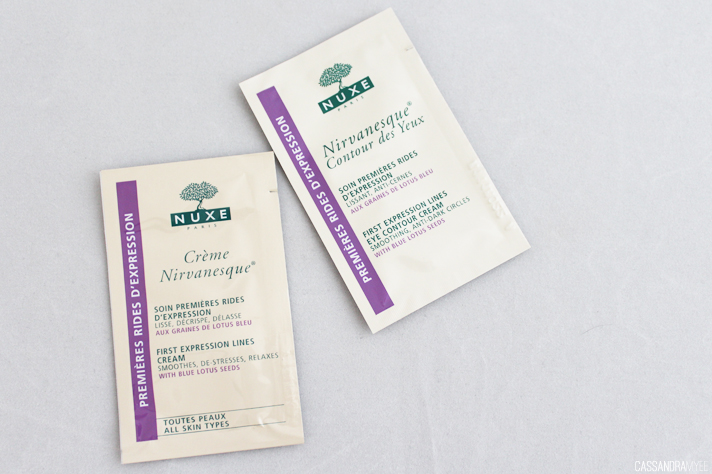 NUXE
PARIS
Crème
Nirvanesque®
SOIN PREMIÈRES RIDES
D'EXPRESSION
LISSE, DÉCRISPE, DÉLASSE
AUX GRAINES DE LOTUS BLEU
FIRST EXPRESSION LINES
CREAM
SMOOTHES, DE-STRESSES, RELAXES
WITH BLUE LOTUS SEEDS
TOUTES PEAUX
ALL SKIN TYPES
PREMIÈRES RIDES D'EXPRESSION
NUXE
PARIS
Nirvanesque®
Contour des Yeux
SOIN PREMIÈRES RIDES
D'EXPRESSION
LISSANT, ANTI-CERNES
AUX GRAINES DE LOTUS BLEU
FIRST EXPRESSION LINES
EYE CONTOUR CREAM
SMOOTHING, ANTI-DARK CIRCLES
WITH BLUE LOTUS SEEDS
PREMIÈRES RIDES D'EXPRESSION